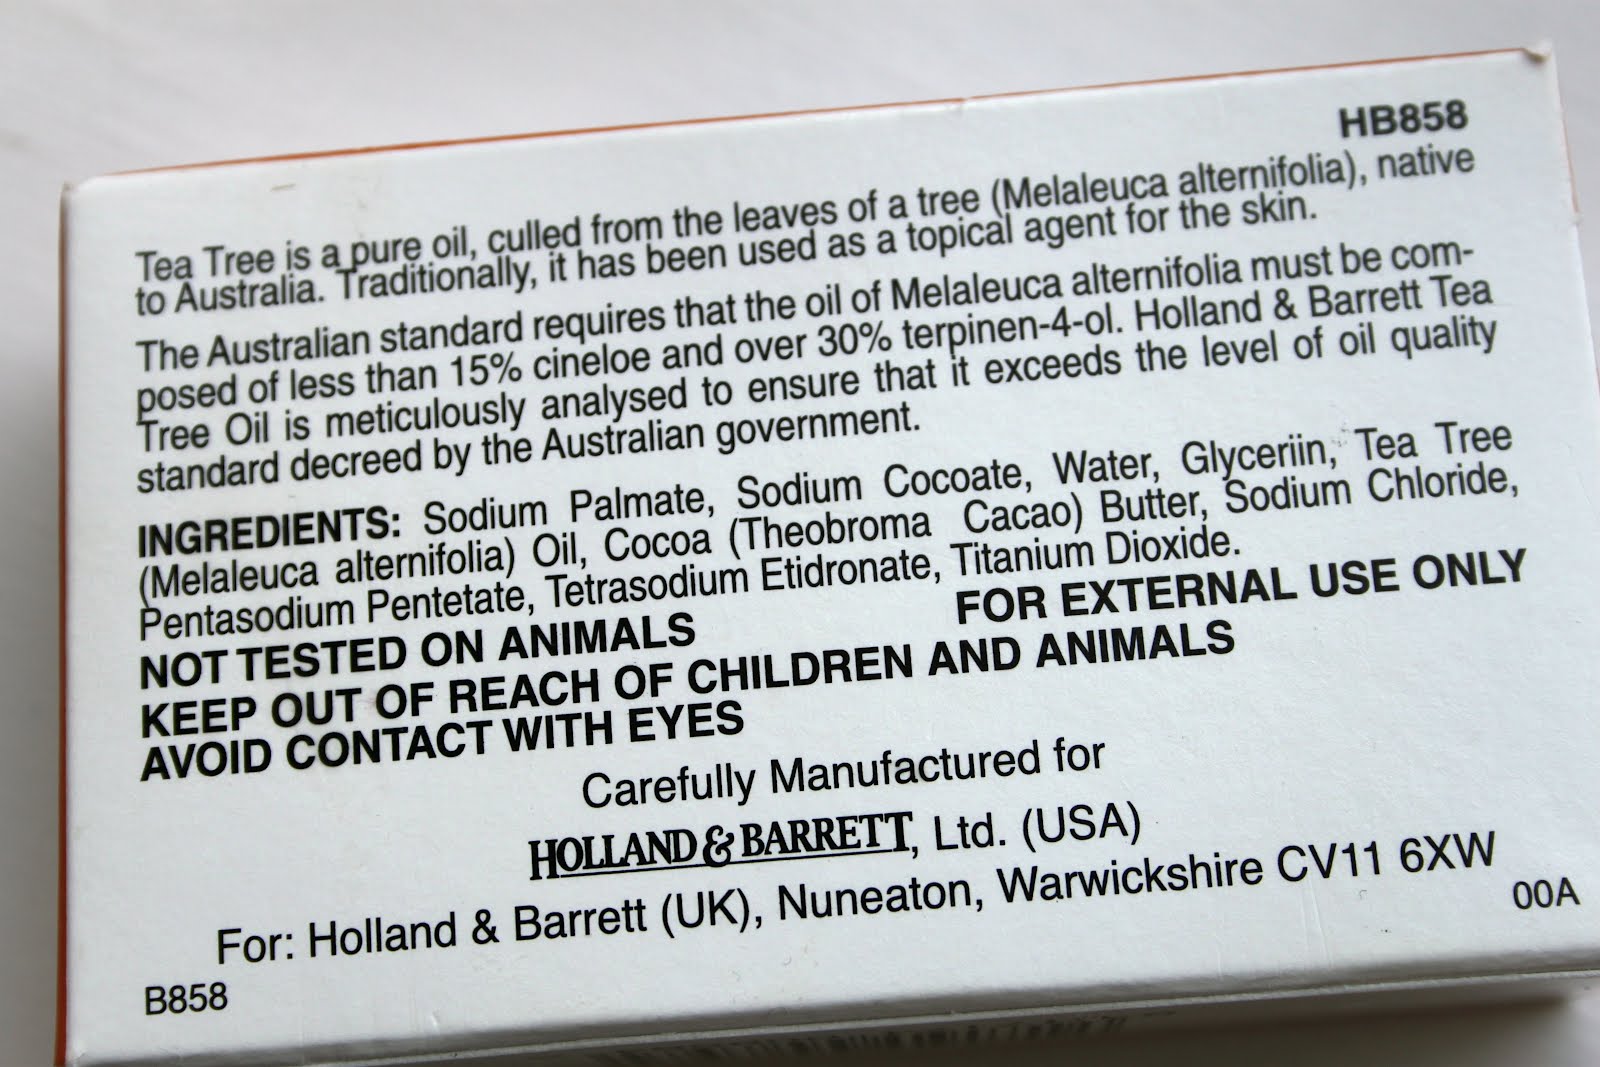 HB858
Tea Tree is a pure oil, culled from the leaves of a tree (Melaleuca alternifolia), native
to Australia. Traditionally, it has been used as a topical agent for the skin.
The Australian standard requires that the oil of Melaleuca alternifolia must be com-
posed of less than 15% cineloe and over 30% terpinen-4-ol. Holland & Barrett Tea
Tree Oil is meticulously analysed to ensure that it exceeds the level of oil quality
standard decreed by the Australian government.
INGREDIENTS: Sodium Palmate, Sodium Cocoate, Water, Glyceriin, Tea Tree
(Melaleuca alternifolia) Oil, Cocoa (Theobroma Cacao) Butter, Sodium Chloride,
Pentasodium Pentetate, Tetrasodium Etidronate, Titanium Dioxide.
NOT TESTED ON ANIMALS FOR EXTERNAL USE ONLY
KEEP OUT OF REACH OF CHILDREN AND ANIMALS
AVOID CONTACT WITH EYES
Carefully Manufactured for
HOLLAND & BARRETT, Ltd. (USA)
For: Holland & Barrett (UK), Nuneaton, Warwickshire CV11 6XW
00A
B858